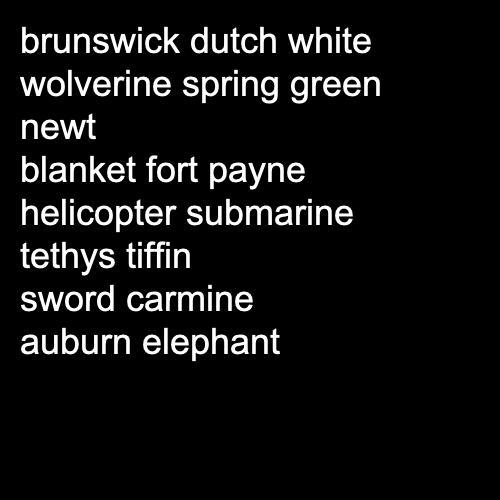 brunswick dutch white
wolverine spring green
newt
blanket fort payne
helicopter submarine
tethys tiffin
sword carmine
auburn elephant